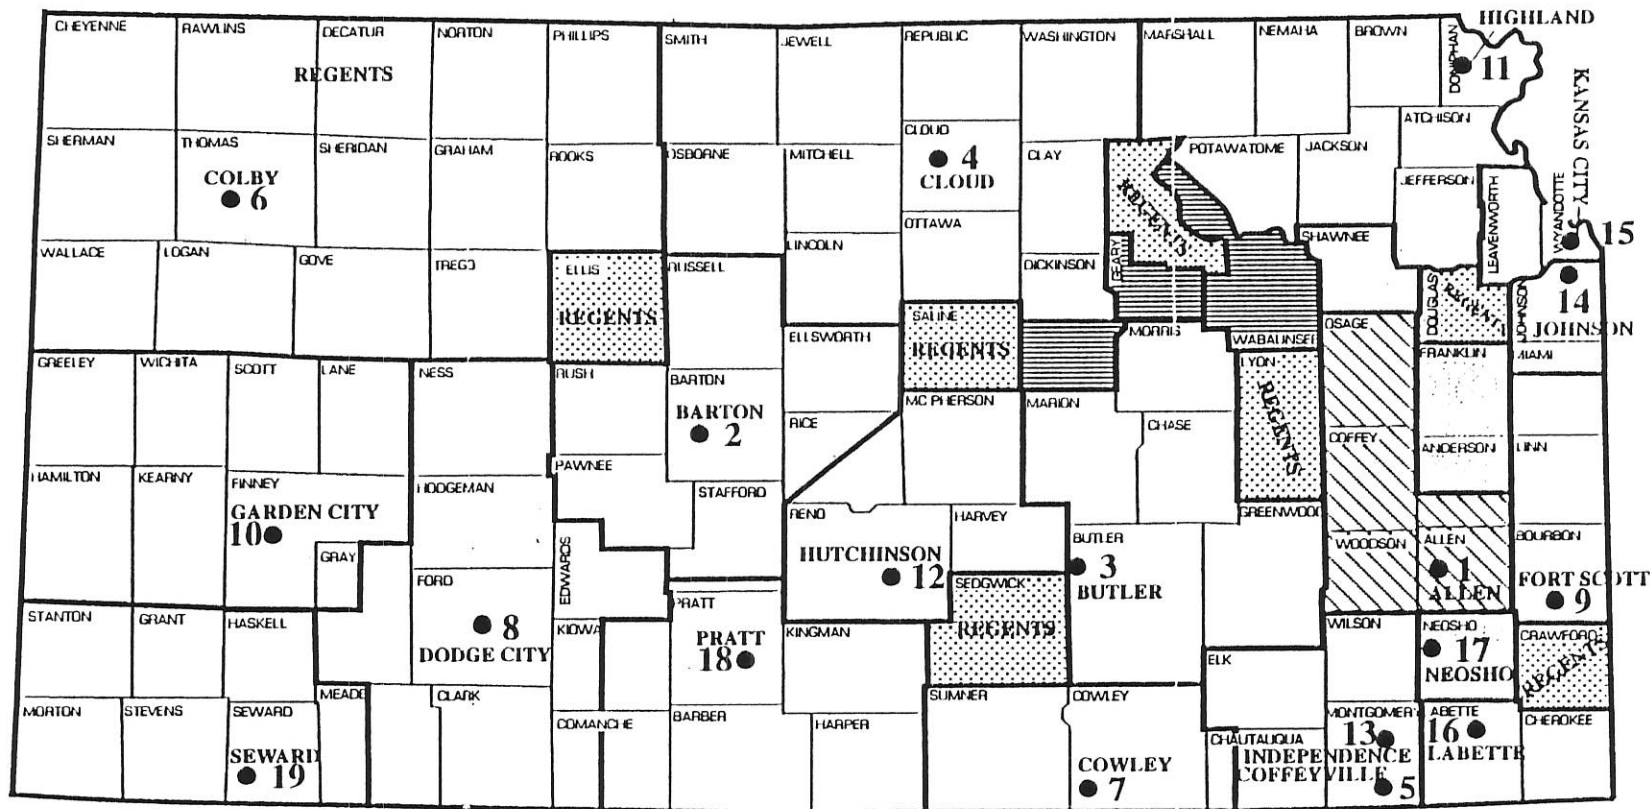 HIGHLAND
CHEYENNE RAWLINS DECATUR NORTON PHILLIPS SMITH JEWELL REPUBLIC WASHINGTON MARSHALL NEMAHA BROWN DONIPHAN
REGENTS
11
KANSAS CITY
ATCHISON
SHERMAN THOMAS SHERIDAN GRAHAM ROOKS OSBORNE MITCHELL CLOUD CLAY POTAWATOME JACKSON
4
CLOUD
COLBY
6
REGENTS
JEFFERSON LEAVENWORTH WYANDOTTE
OTTAWA
15
WALLACE LOGAN GOVE TREGO ELLIS RUSSELL LINCOLN DICKINSON GEARY SHAWNEE
REGENTS
DOUGLAS
REGENTS
JOHNSON
14
JOHNSON
SALINE
REGENTS
ELLSWORTH MORRIS WABAUNSEE OSAGE FRANKLIN MIAMI
GREELEY WICHITA SCOTT LANE NESS RUSH BARTON LYON
REGENTS
BARTON
2
RICE MC PHERSON MARION CHASE COFFEY ANDERSON LINN
HAMILTON KEARNY FINNEY HODGEMAN PAWNEE STAFFORD
GARDEN CITY
10
RENO HARVEY GREENWOOD
GRAY EDWARDS BUTLER WOODSON ALLEN BOURBON
HUTCHINSON
12
3
BUTLER
1
ALLEN
FORT SCOTT
9
FORD PRATT SEDGWICK
REGENTS
STANTON GRANT HASKELL KIOWA KINGMAN WILSON NEOSHO CRAWFORD
8
DODGE CITY
PRATT
18
17
NEOSHO
REGENTS
ELK
MORTON STEVENS SEWARD MEADE CLARK COMANCHE BARBER HARPER SUMNER COWLEY CHAUTAUQUA MONTGOMERY ABETTE CHEROKEE
SEWARD
19
COWLEY
7
13
INDEPENDENCE
COFFEYVILLE
5
16
LABETTE